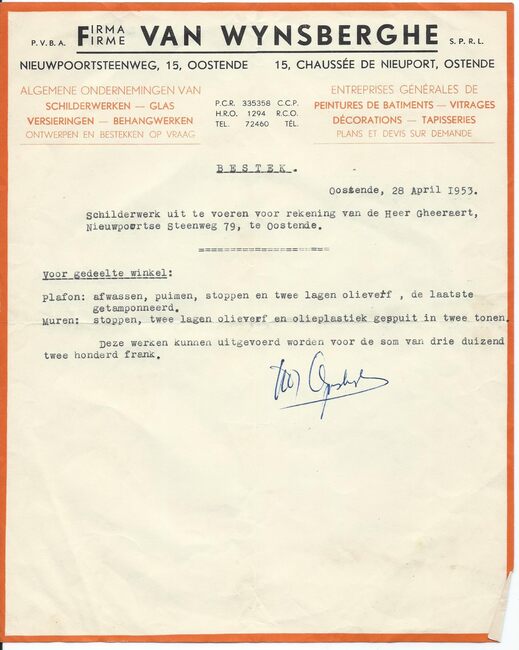 P.V.B.A. FIRMA FIRME VAN WYNSBERGHE S.P.R.L.
NIEUWPOORTSTEENWEG, 15, OOSTENDE 15, CHAUSSÉE DE NIEUPORT, OSTENDE
ALGEMENE ONDERNEMINGEN VAN
SCHILDERWERKEN — GLAS
VERSIERINGEN — BEHANGWERKEN
ONTWERPEN EN BESTEKKEN OP VRAAG
P.C.R. 335358 C.C.P.
H.R.O. 1294 R.C.O.
TEL. 72460 TÉL.
ENTREPRISES GÉNÉRALES DE
PEINTURES DE BATIMENTS — VITRAGES
DÉCORATIONS — TAPISSERIES
PLANS ET DEVIS SUR DEMANDE
BESTEK.
Oostende, 28 April 1953.
Schilderwerk uit te voeren voor rekening van de Heer Gheeraert,
Nieuwpoortse Steenweg 79, te Oostende.
Voor gedeelte winkel:
plafon: afwassen, puimen, stoppen en twee lagen olieverf , de laatste
getamponneerd.
Muren: stoppen, twee lagen olieverf en olieplastiek gespuit in twee tonen.
Deze werken kunnen uitgevoerd worden voor de som van drie duizend
twee honderd frank.